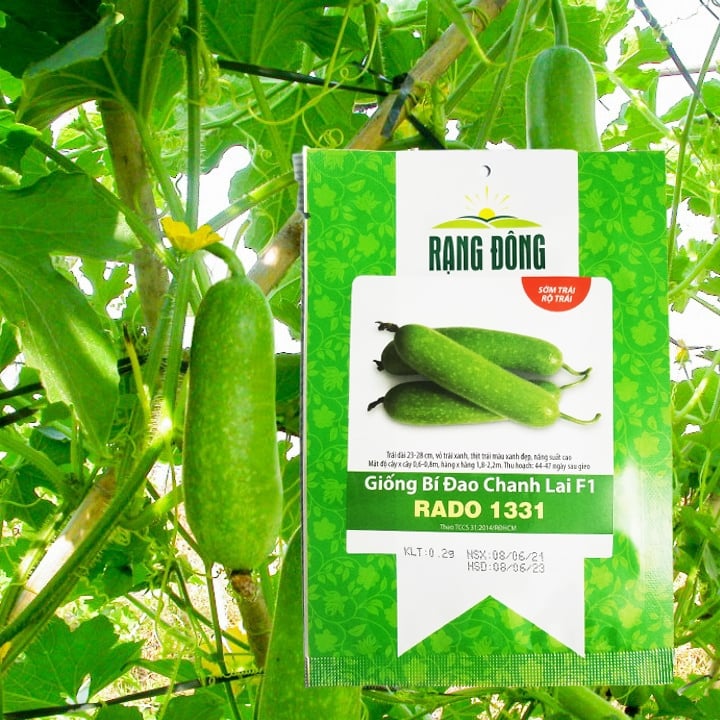 RẠNG ĐÔNG
SỚM TRÁI
RỘ TRÁI
Trái dài 23-28 cm, vỏ trái xanh, thịt trái màu xanh đẹp, năng suất cao
Mật độ cây x cây 0,6-0,8m, hàng x hàng 1,8-2,2m. Thu hoạch: 44-47 ngày sau gieo
Giống Bí Đao Chanh Lai F1
RADO 1331
Theo TCCS 31:2014/RĐHCM
KLT:0.2g HSX:08/06/21
HSD:08/06/23